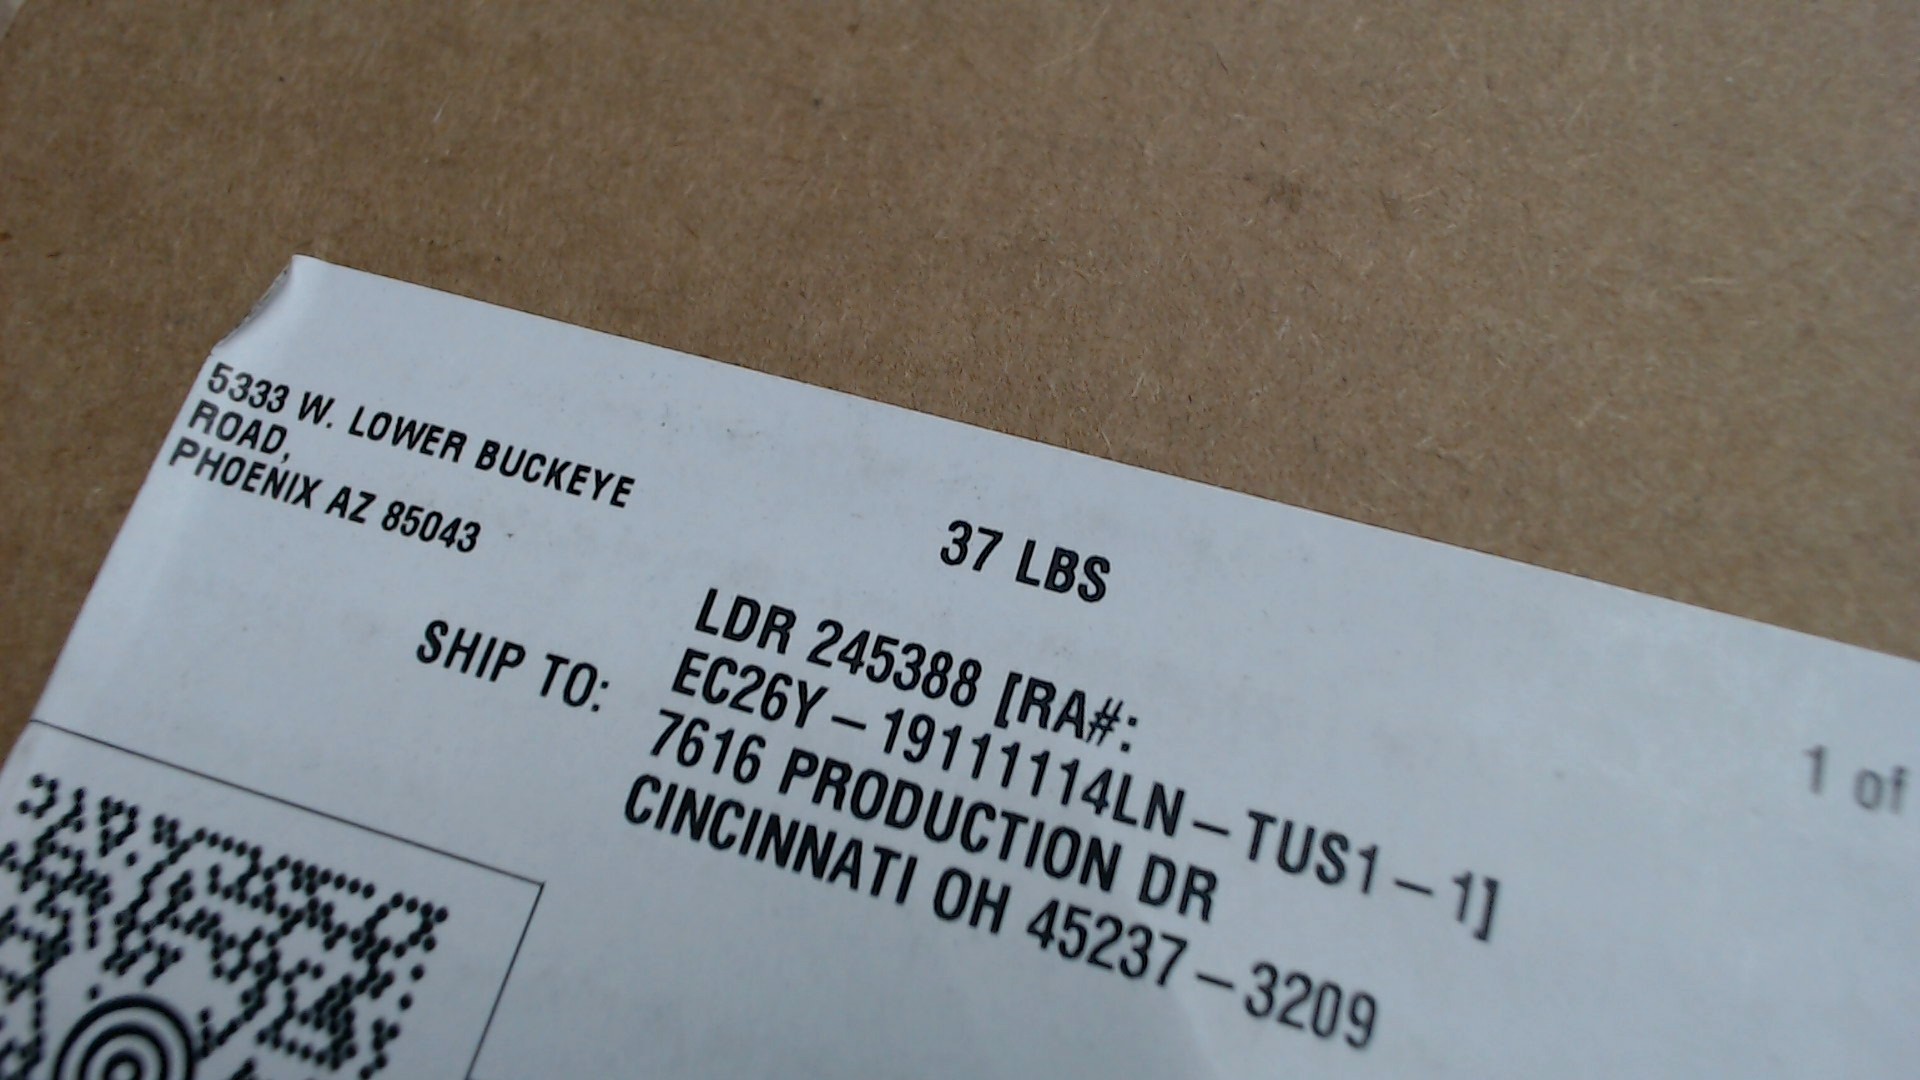 5333 W. LOWER BUCKEYE
ROAD,
PHOENIX AZ 85043
37 LBS
1 of
SHIP TO:
LDR 245388 [RA#:
EC26Y-19111114LN-TUS1-1]
7616 PRODUCTION DR
CINCINNATI OH 45237-3209